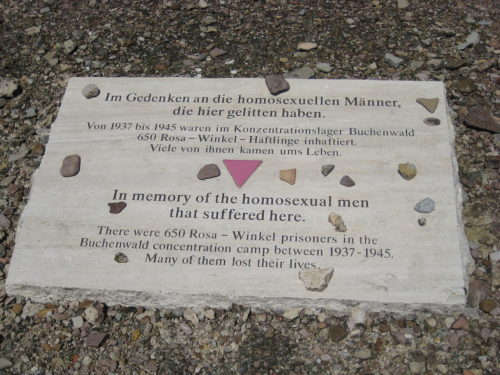 Im Gedenken an die homosexuellen Männer,
die hier gelitten haben.
Von 1937 bis 1945 waren im Konzentrationslager Buchenwald
650 Rosa – Winkel – Häftlinge inhaftiert.
Viele von ihnen kamen ums Leben.
In memory of the homosexual men
that suffered here.
There were 650 Rosa – Winkel prisoners in the
Buchenwald concentration camp between 1937 - 1945.
Many of them lost their lives.